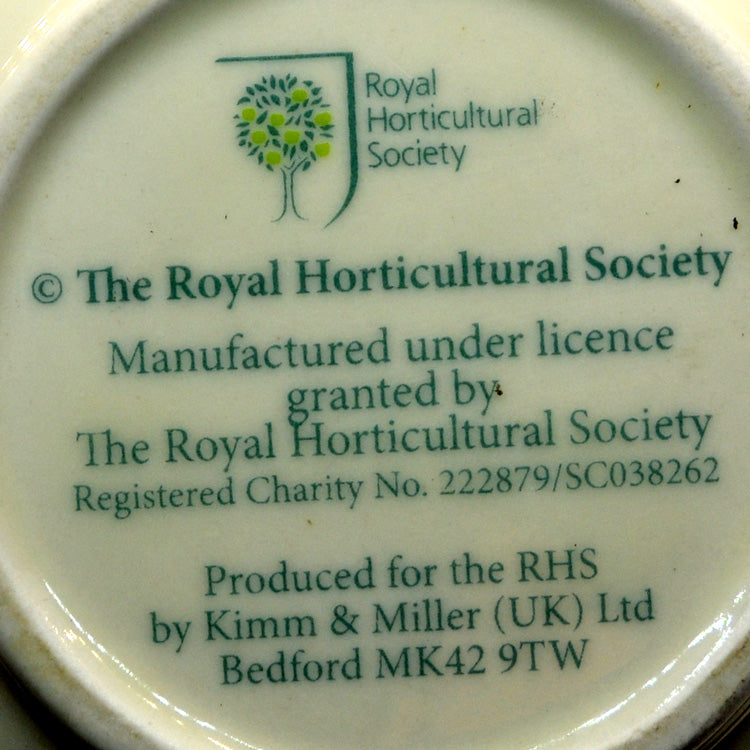 Royal
Horticultural
Society
© The Royal Horticultural Society
Manufactured under licence
granted by
The Royal Horticultural Society
Registered Charity No. 222879/SC038262
Produced for the RHS
by Kimm & Miller (UK) Ltd
Bedford MK42 9TW